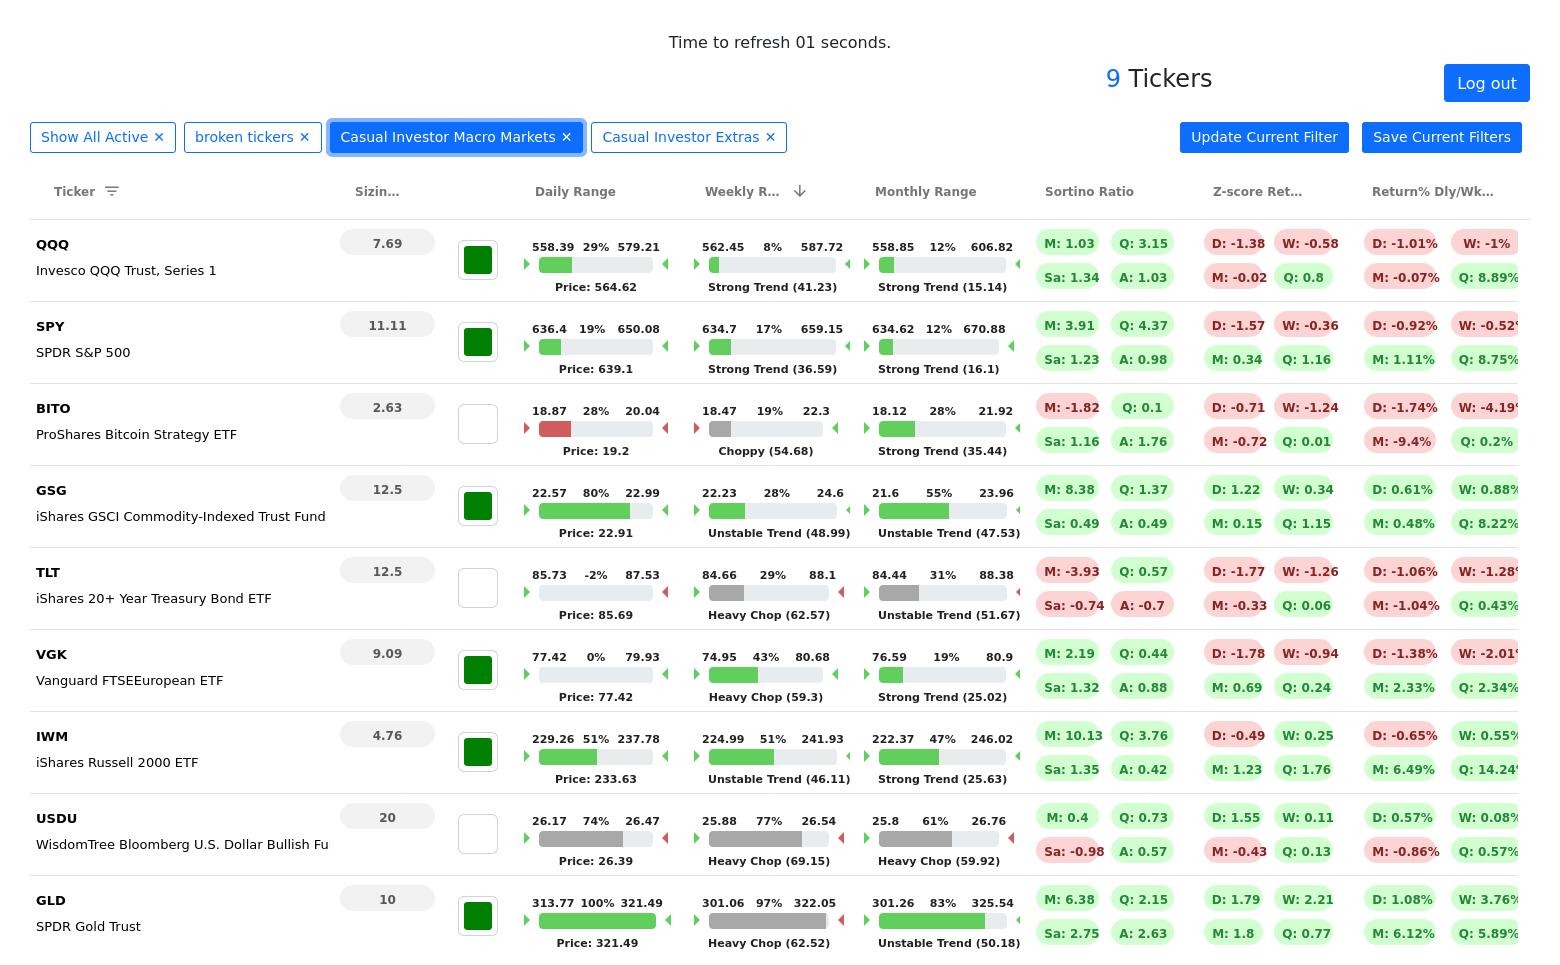 Time to refresh 01 seconds.
9 Tickers
Log out
Show All Active ✕ broken tickers ✕ Casual Investor Macro Markets ✕ Casual Investor Extras ✕ Update Current Filter Save Current Filters
Ticker Sizin… Daily Range Weekly R… Monthly Range Sortino Ratio Z-score Ret… Return% Dly/Wk…
QQQ 7.69 558.39 29% 579.21 562.45 8% 587.72 558.85 12% 606.82 M: 1.03 Q: 3.15 D: -1.38 W: -0.58 D: -1.01% W: -1%
Invesco QQQ Trust, Series 1 Price: 564.62 Strong Trend (41.23) Strong Trend (15.14) Sa: 1.34 A: 1.03 M: -0.02 Q: 0.8 M: -0.07% Q: 8.89%
SPY 11.11 636.4 19% 650.08 634.7 17% 659.15 634.62 12% 670.88 M: 3.91 Q: 4.37 D: -1.57 W: -0.36 D: -0.92% W: -0.52%
SPDR S&P 500 Price: 639.1 Strong Trend (36.59) Strong Trend (16.1) Sa: 1.23 A: 0.98 M: 0.34 Q: 1.16 M: 1.11% Q: 8.75%
BITO 2.63 18.87 28% 20.04 18.47 19% 22.3 18.12 28% 21.92 M: -1.82 Q: 0.1 D: -0.71 W: -1.24 D: -1.74% W: -4.19%
ProShares Bitcoin Strategy ETF Price: 19.2 Choppy (54.68) Strong Trend (35.44) Sa: 1.16 A: 1.76 M: -0.72 Q: 0.01 M: -9.4% Q: 0.2%
GSG 12.5 22.57 80% 22.99 22.23 28% 24.6 21.6 55% 23.96 M: 8.38 Q: 1.37 D: 1.22 W: 0.34 D: 0.61% W: 0.88%
iShares GSCI Commodity-Indexed Trust Fund Price: 22.91 Unstable Trend (48.99) Unstable Trend (47.53) Sa: 0.49 A: 0.49 M: 0.15 Q: 1.15 M: 0.48% Q: 8.22%
TLT 12.5 85.73 -2% 87.53 84.66 29% 88.1 84.44 31% 88.38 M: -3.93 Q: 0.57 D: -1.77 W: -1.26 D: -1.06% W: -1.28%
iShares 20+ Year Treasury Bond ETF Price: 85.69 Heavy Chop (62.57) Unstable Trend (51.67) Sa: -0.74 A: -0.7 M: -0.33 Q: 0.06 M: -1.04% Q: 0.43%
VGK 9.09 77.42 0% 79.93 74.95 43% 80.68 76.59 19% 80.9 M: 2.19 Q: 0.44 D: -1.78 W: -0.94 D: -1.38% W: -2.01%
Vanguard FTSEEuropean ETF Price: 77.42 Heavy Chop (59.3) Strong Trend (25.02) Sa: 1.32 A: 0.88 M: 0.69 Q: 0.24 M: 2.33% Q: 2.34%
IWM 4.76 229.26 51% 237.78 224.99 51% 241.93 222.37 47% 246.02 M: 10.13 Q: 3.76 D: -0.49 W: 0.25 D: -0.65% W: 0.55%
iShares Russell 2000 ETF Price: 233.63 Unstable Trend (46.11) Strong Trend (25.63) Sa: 1.35 A: 0.42 M: 1.23 Q: 1.76 M: 6.49% Q: 14.24%
USDU 20 26.17 74% 26.47 25.88 77% 26.54 25.8 61% 26.76 M: 0.4 Q: 0.73 D: 1.55 W: 0.11 D: 0.57% W: 0.08%
WisdomTree Bloomberg U.S. Dollar Bullish Fu Price: 26.39 Heavy Chop (69.15) Heavy Chop (59.92) Sa: -0.98 A: 0.57 M: -0.43 Q: 0.13 M: -0.86% Q: 0.57%
GLD 10 313.77 100% 321.49 301.06 97% 322.05 301.26 83% 325.54 M: 6.38 Q: 2.15 D: 1.79 W: 2.21 D: 1.08% W: 3.76%
SPDR Gold Trust Price: 321.49 Heavy Chop (62.52) Unstable Trend (50.18) Sa: 2.75 A: 2.63 M: 1.8 Q: 0.77 M: 6.12% Q: 5.89%